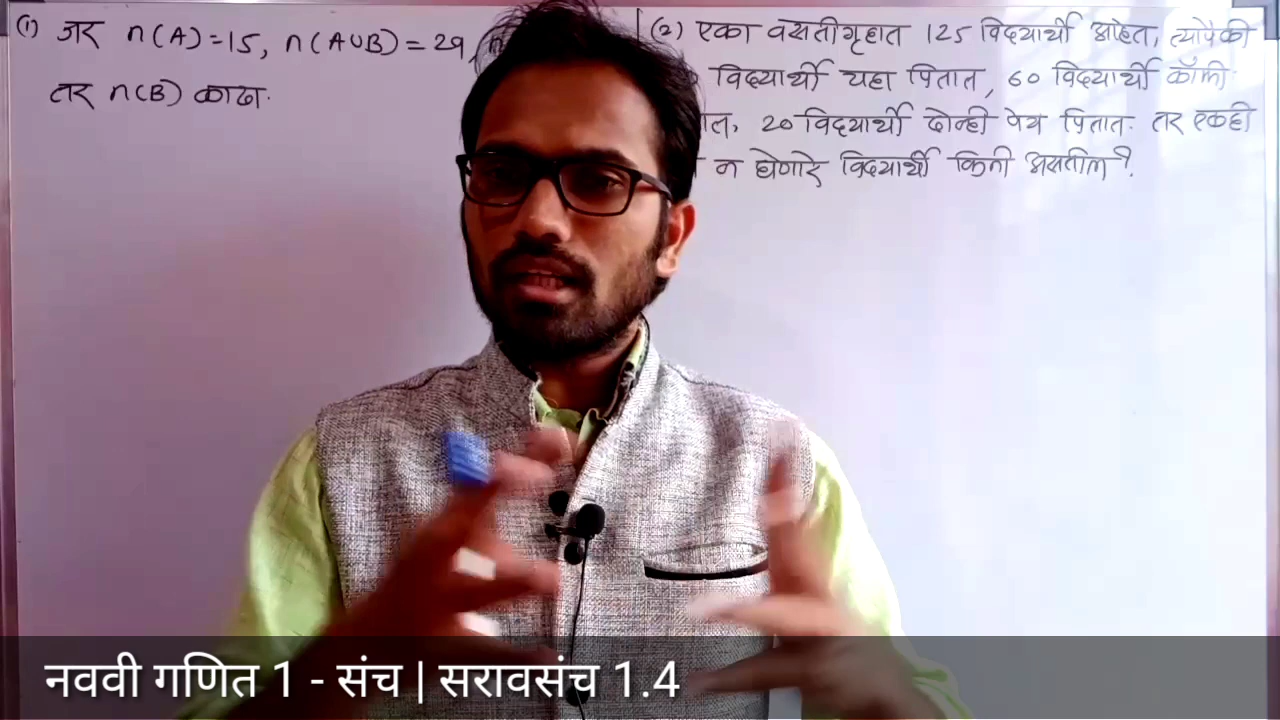 (1) जर n(A)=15, n(A∪B)=29,
तर n(B) काढा.
(2) एका वसतीगृहात 125 विद्यार्थी आहेत, त्यांपैकी
विद्यार्थी चहा पितात, 60 विद्यार्थी कॉफी
20 विद्यार्थी दोन्ही पेय पितात. तर एकही
न घेणारे विद्यार्थी किती असतील?
नववी गणित 1 - संच | सरावसंच 1.4